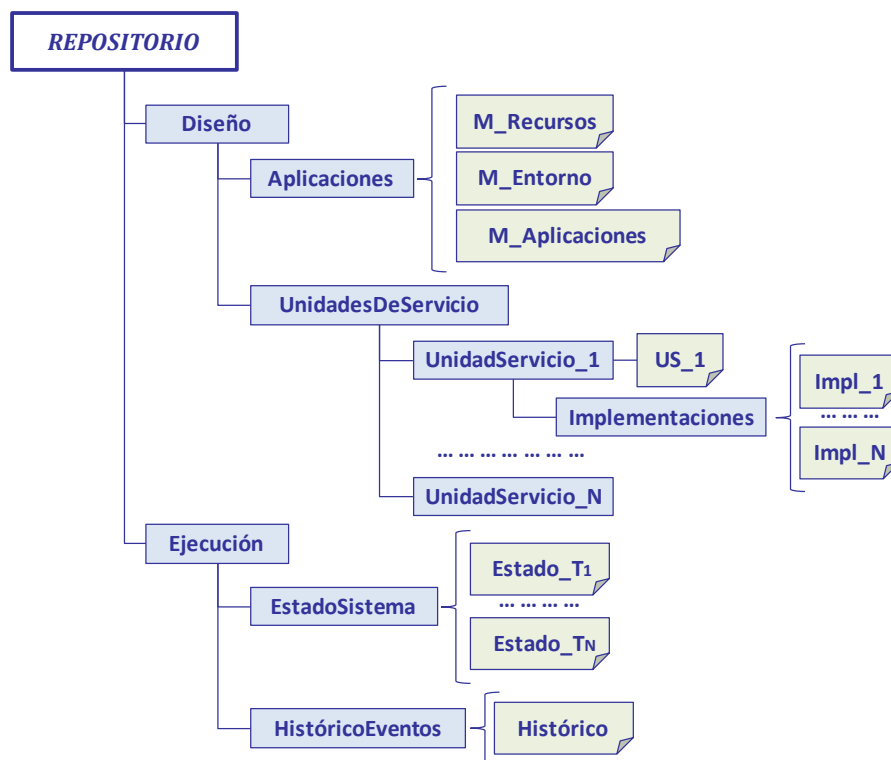 REPOSITORIO
Diseño
Aplicaciones
M_Recursos
M_Entorno
M_Aplicaciones
UnidadesDeServicio
UnidadServicio_1
US_1
Implementaciones
Impl_1
... ... ...
Impl_N
... ... ... ... ... ... ...
UnidadServicio_N
Ejecución
EstadoSistema
Estado_T1
... ... ... ...
Estado_TN
HistóricoEventos
Histórico